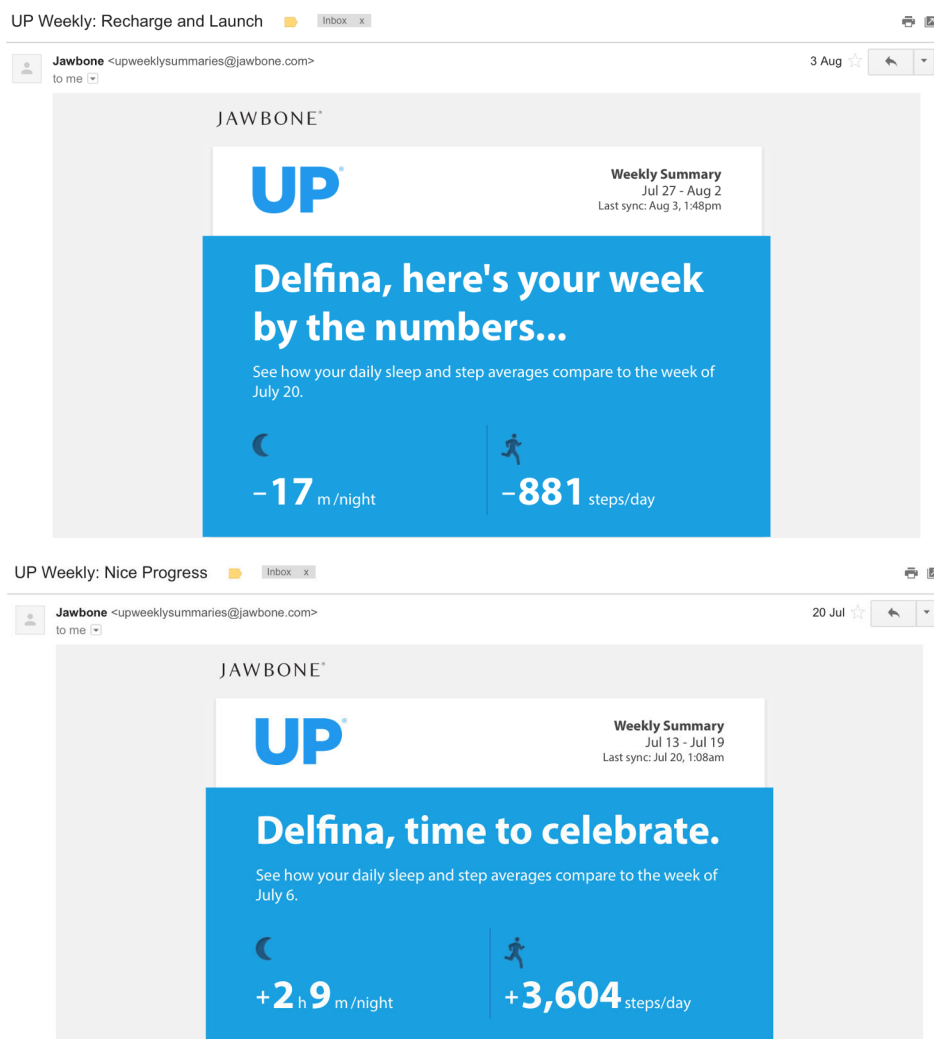 UP Weekly: Recharge and Launch Inbox x
Jawbone <upweeklysummaries@jawbone.com> 3 Aug
to me
JAWBONE®
UP®
Weekly Summary
Jul 27 - Aug 2
Last sync: Aug 3, 1:48pm
Delfina, here's your week
by the numbers...
See how your daily sleep and step averages compare to the week of
July 20.
–17 m/night –881 steps/day
UP Weekly: Nice Progress Inbox x
Jawbone <upweeklysummaries@jawbone.com> 20 Jul
to me
JAWBONE®
UP®
Weekly Summary
Jul 13 - Jul 19
Last sync: Jul 20, 1:08am
Delfina, time to celebrate.
See how your daily sleep and step averages compare to the week of
July 6.
+2 h 9 m/night +3,604 steps/day